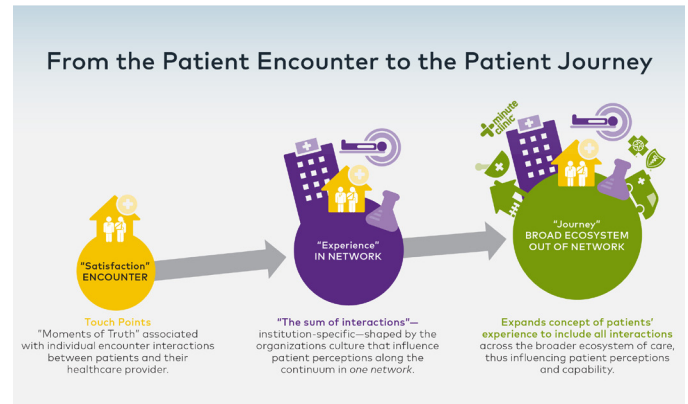 From the Patient Encounter to the Patient Journey
minute
clinic
"Satisfaction"
ENCOUNTER
"Experience"
IN NETWORK
"Journey"
BROAD ECOSYSTEM
OUT OF NETWORK
Touch Points
"Moments of Truth" associated
with individual encounter interactions
between patients and their
healthcare provider.
"The sum of interactions"—
institution-specific—shaped by the
organizations culture that influence
patient perceptions along the
continuum in one network.
Expands concept of patients'
experience to include all interactions
across the broader ecosystem of care,
thus influencing patient perceptions
and capability.